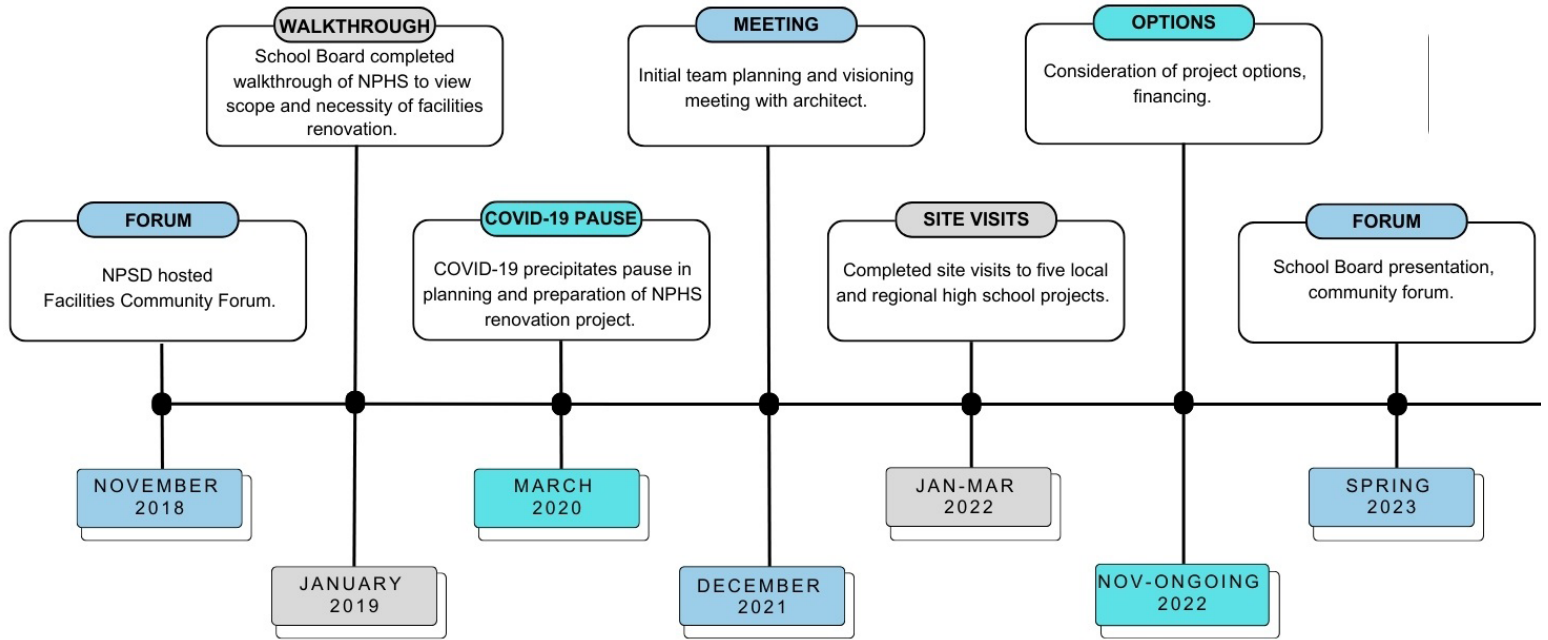 WALKTHROUGH
School Board completed
walkthrough of NPHS to view
scope and necessity of facilities
renovation.
MEETING
Initial team planning and visioning
meeting with architect.
OPTIONS
Consideration of project options,
financing.
FORUM
NPSD hosted
Facilities Community Forum.
COVID-19 PAUSE
COVID-19 precipitates pause in
planning and preparation of NPHS
renovation project.
SITE VISITS
Completed site visits to five local
and regional high school projects.
FORUM
School Board presentation,
community forum.
NOVEMBER
2018
MARCH
2020
JAN-MAR
2022
SPRING
2023
JANUARY
2019
DECEMBER
2021
NOV-ONGOING
2022